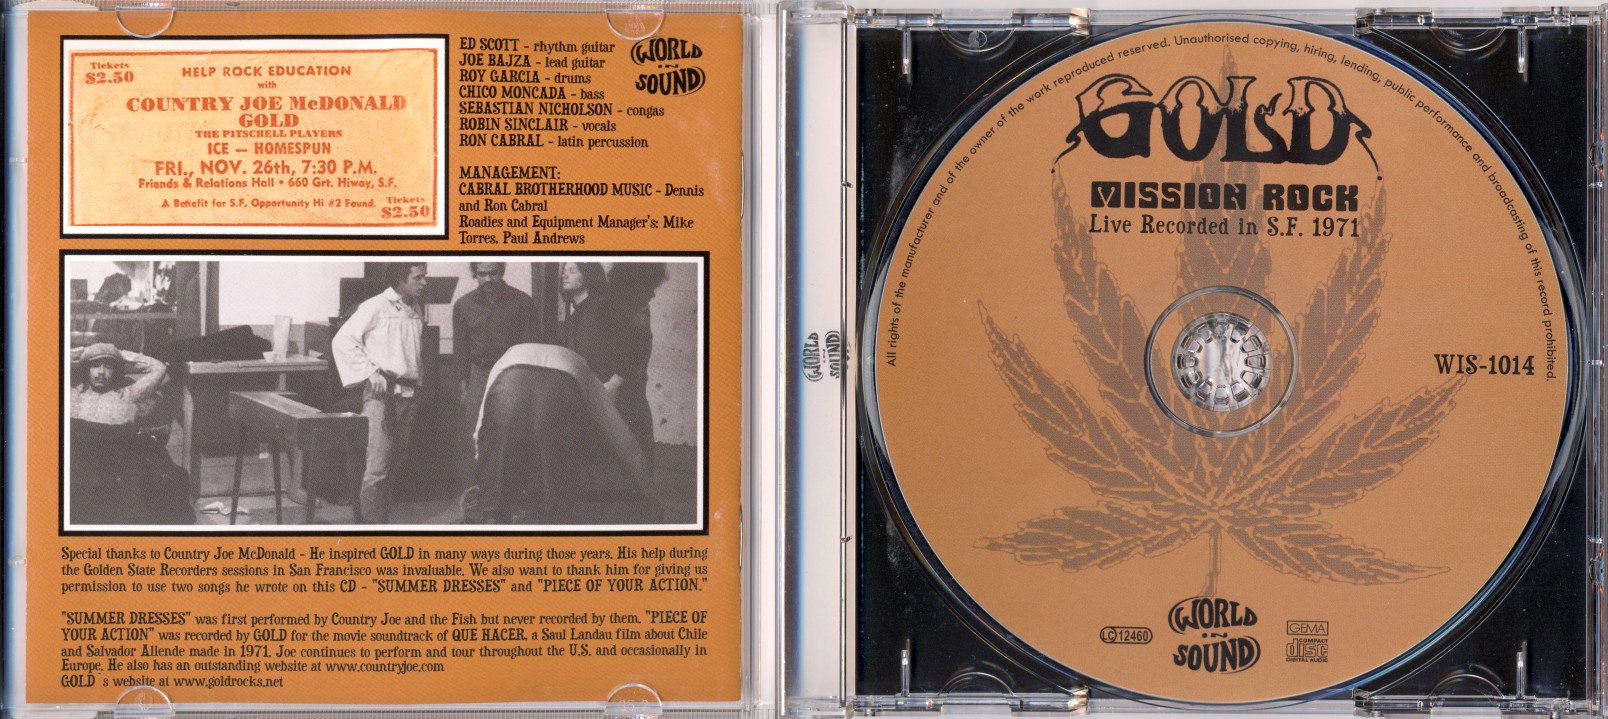 Tickets
$2.50
HELP ROCK EDUCATION
with
COUNTRY JOE McDONALD
GOLD
THE PITSCHELL PLAYERS
ICE — HOMESPUN
FRI., NOV. 26th, 7:30 P.M.
Friends & Relations Hall • 660 Grt. Hiway, S.F.
A Benefit for S.F. Opportunity Hi #2 Found.
Tickets
$2.50
ED SCOTT - rhythm guitar
JOE BAJZA - lead guitar
ROY GARCIA - drums
CHICO MONCADA - bass
SEBASTIAN NICHOLSON - congas
ROBIN SINCLAIR - vocals
RON CABRAL - latin percussion
WORLD
IN
SOUND
MANAGEMENT:
CABRAL BROTHERHOOD MUSIC - Dennis
and Ron Cabral
Roadies and Equipment Manager's: Mike
Torres, Paul Andrews
Special thanks to Country Joe McDonald - He inspired GOLD in many ways during those years. His help during
the Golden State Recorders sessions in San Francisco was invaluable. We also want to thank him for giving us
permission to use two songs he wrote on this CD - "SUMMER DRESSES" and "PIECE OF YOUR ACTION."
"SUMMER DRESSES" was first performed by Country Joe and the Fish but never recorded by them. "PIECE OF
YOUR ACTION" was recorded by GOLD for the movie soundtrack of QUE HACER, a Saul Landau film about Chile
and Salvador Allende made in 1971. Joe continues to perform and tour throughout the U.S. and occasionally in
Europe. He also has an outstanding website at www.countryjoe.com
GOLD s website at www.goldrocks.net
WORLD
IN
SOUND
All rights of the manufacturer and of the owner of the work reproduced reserved. Unauthorised copying, hiring, lending, public performance and broadcasting of this record prohibited.
GOLD
MISSION ROCK
Live Recorded in S.F. 1971
WIS-1014
LC 12460
WORLD
IN
SOUND
GEMA
COMPACT
disc
DIGITAL AUDIO